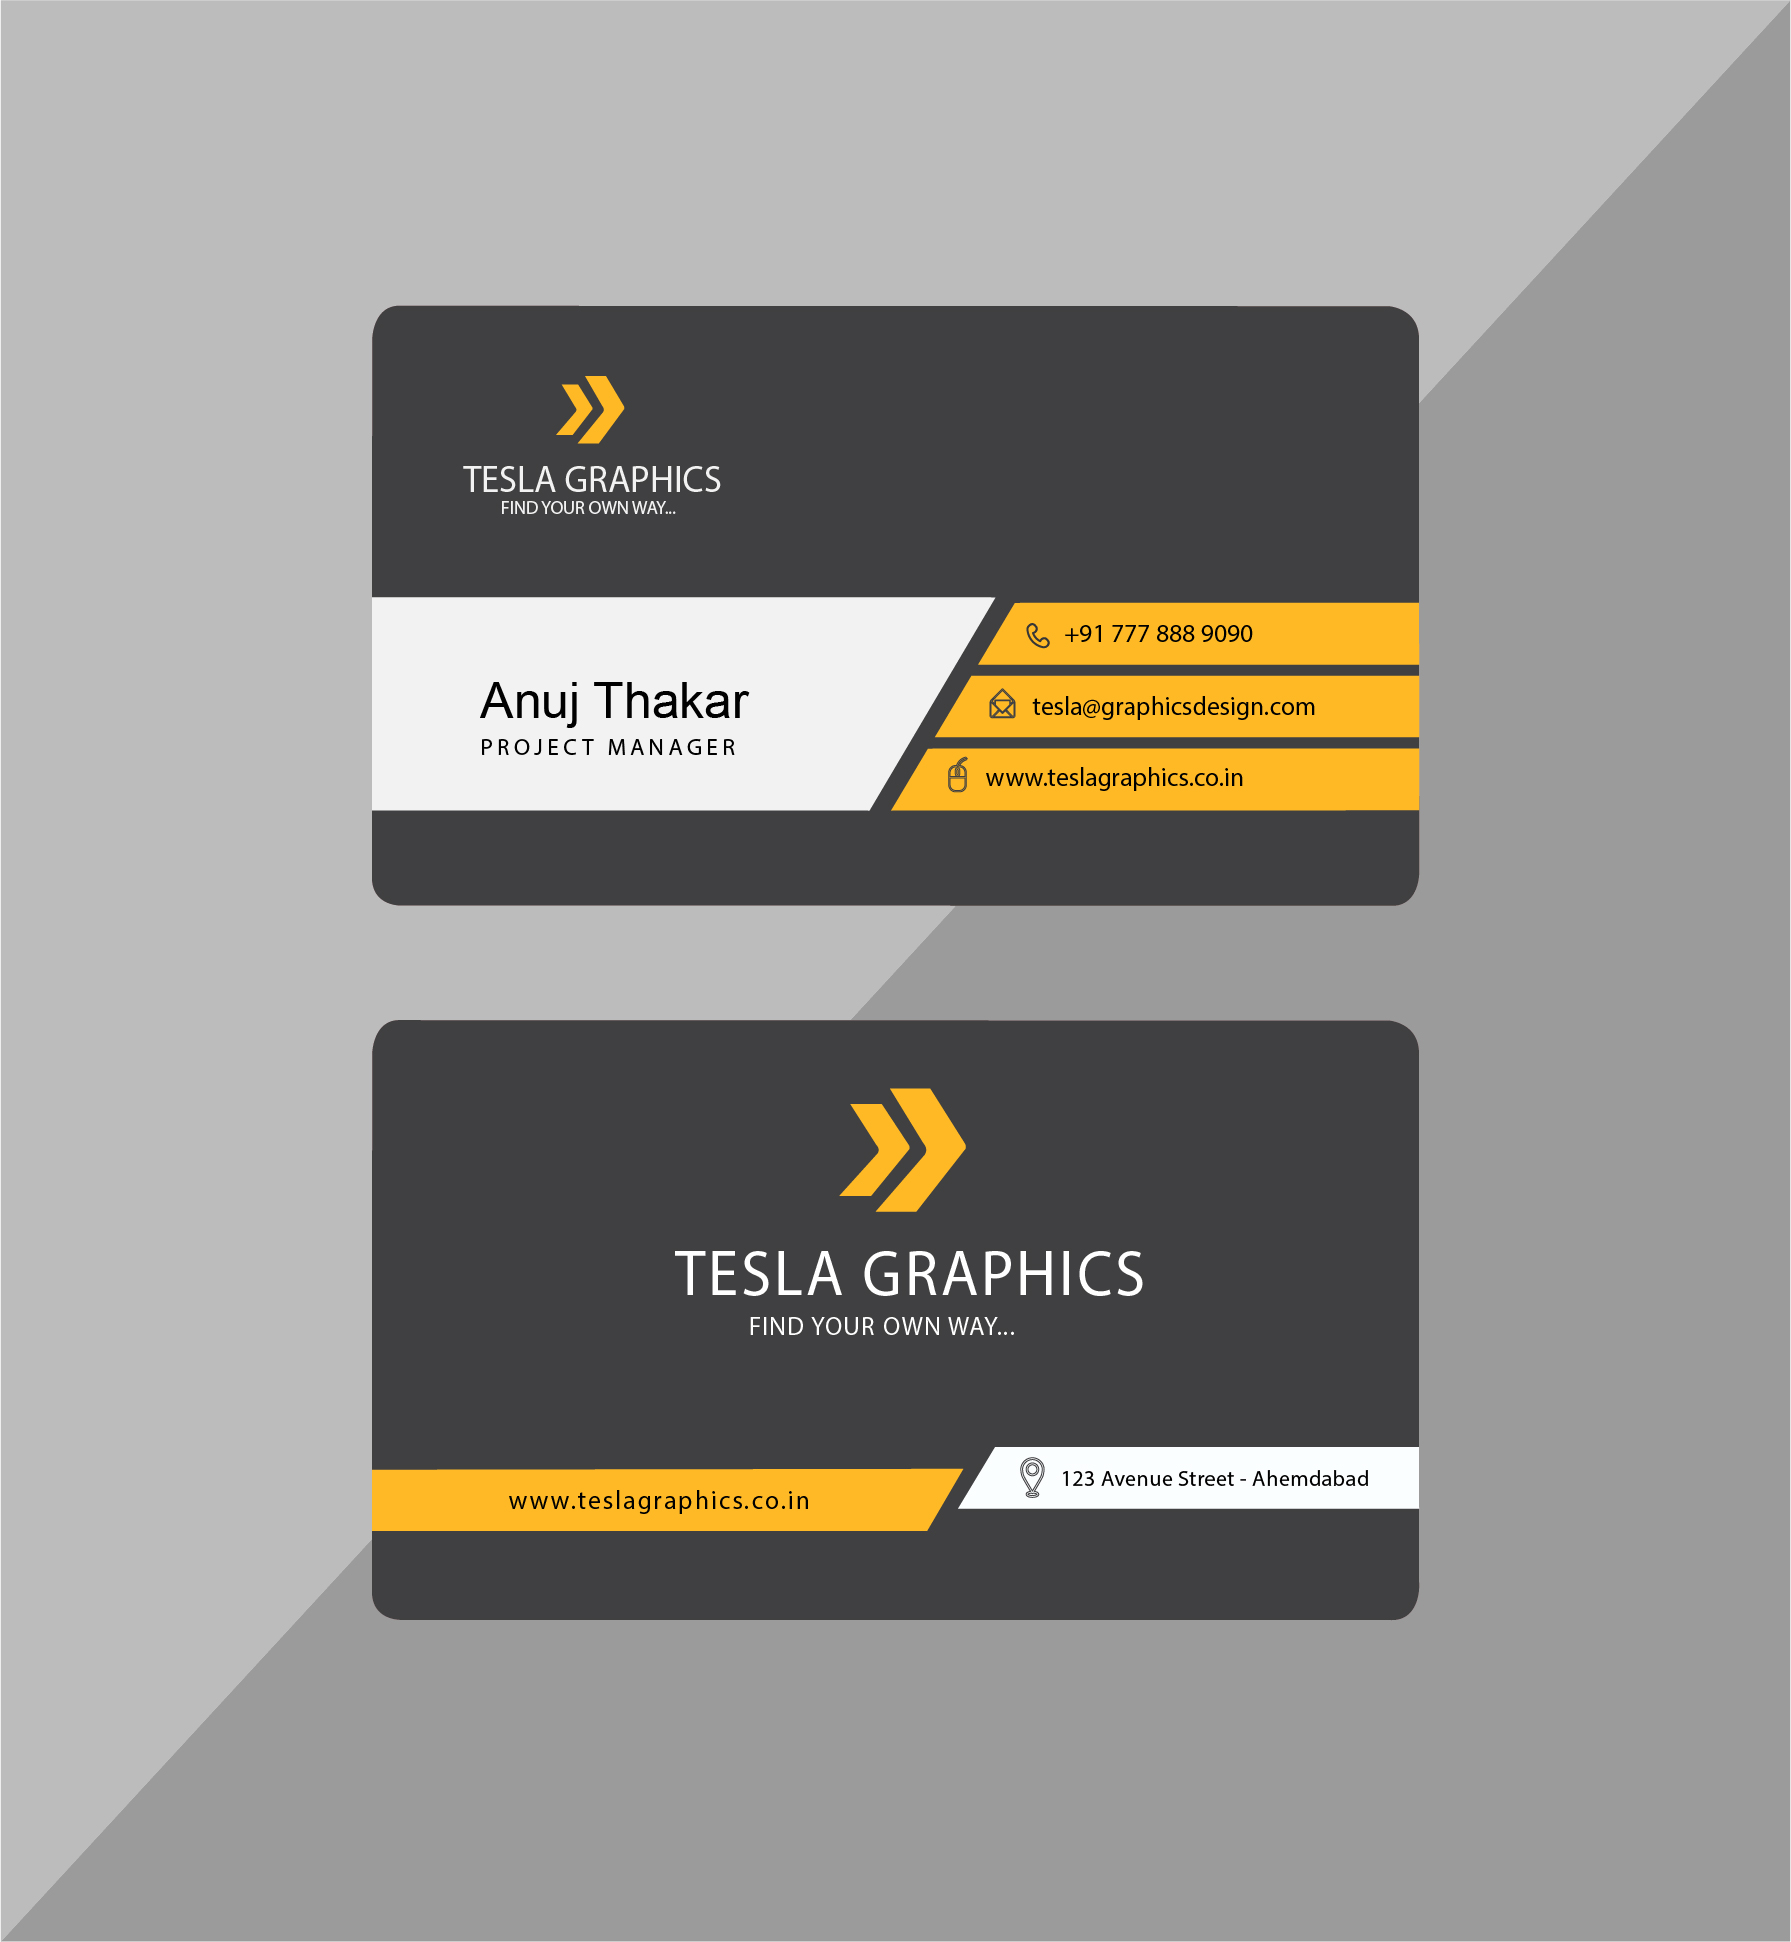 TESLA GRAPHICS
FIND YOUR OWN WAY...
Anuj Thakar
PROJECT MANAGER
+91 777 888 9090
tesla@graphicsdesign.com
www.teslagraphics.co.in
TESLA GRAPHICS
FIND YOUR OWN WAY...
www.teslagraphics.co.in
123 Avenue Street - Ahemdabad